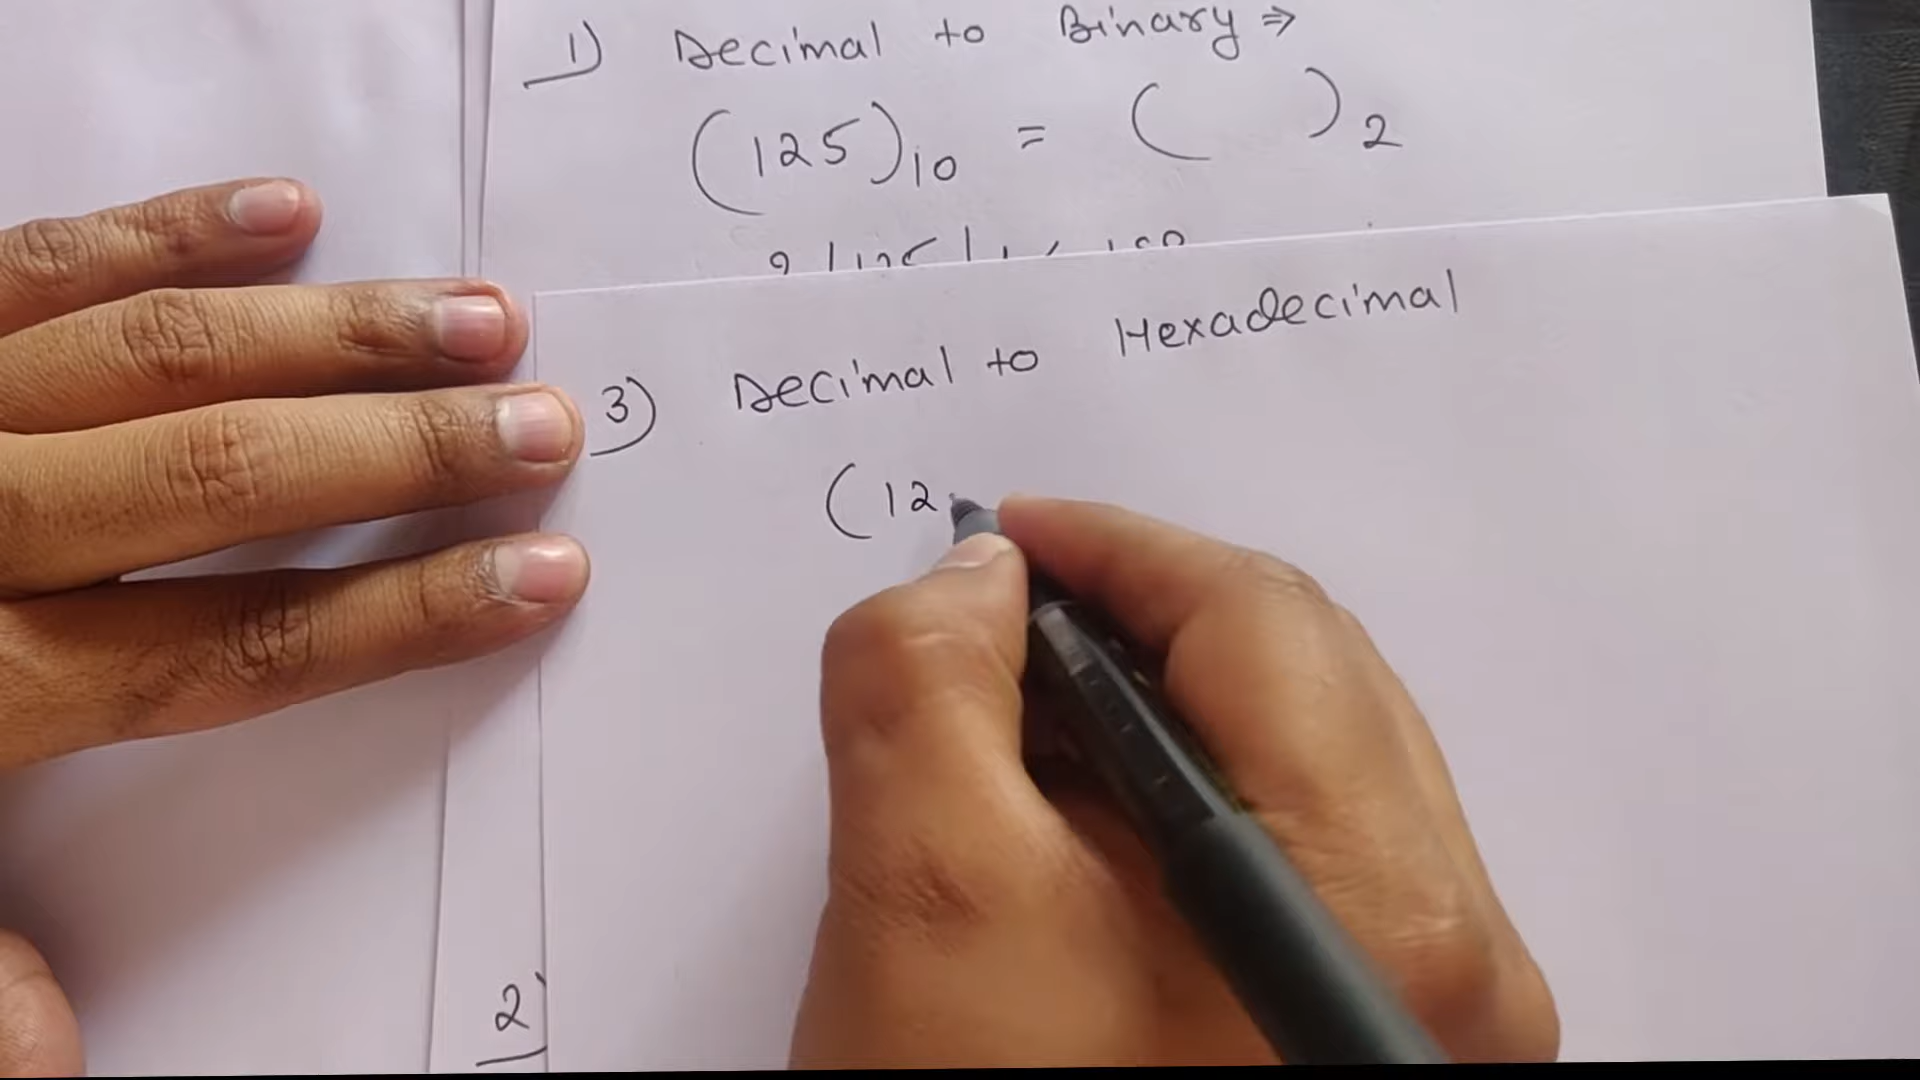 1) Decimal to Binary ⇒
(125)10 = ( )2
3) Decimal to Hexadecimal
(12
2